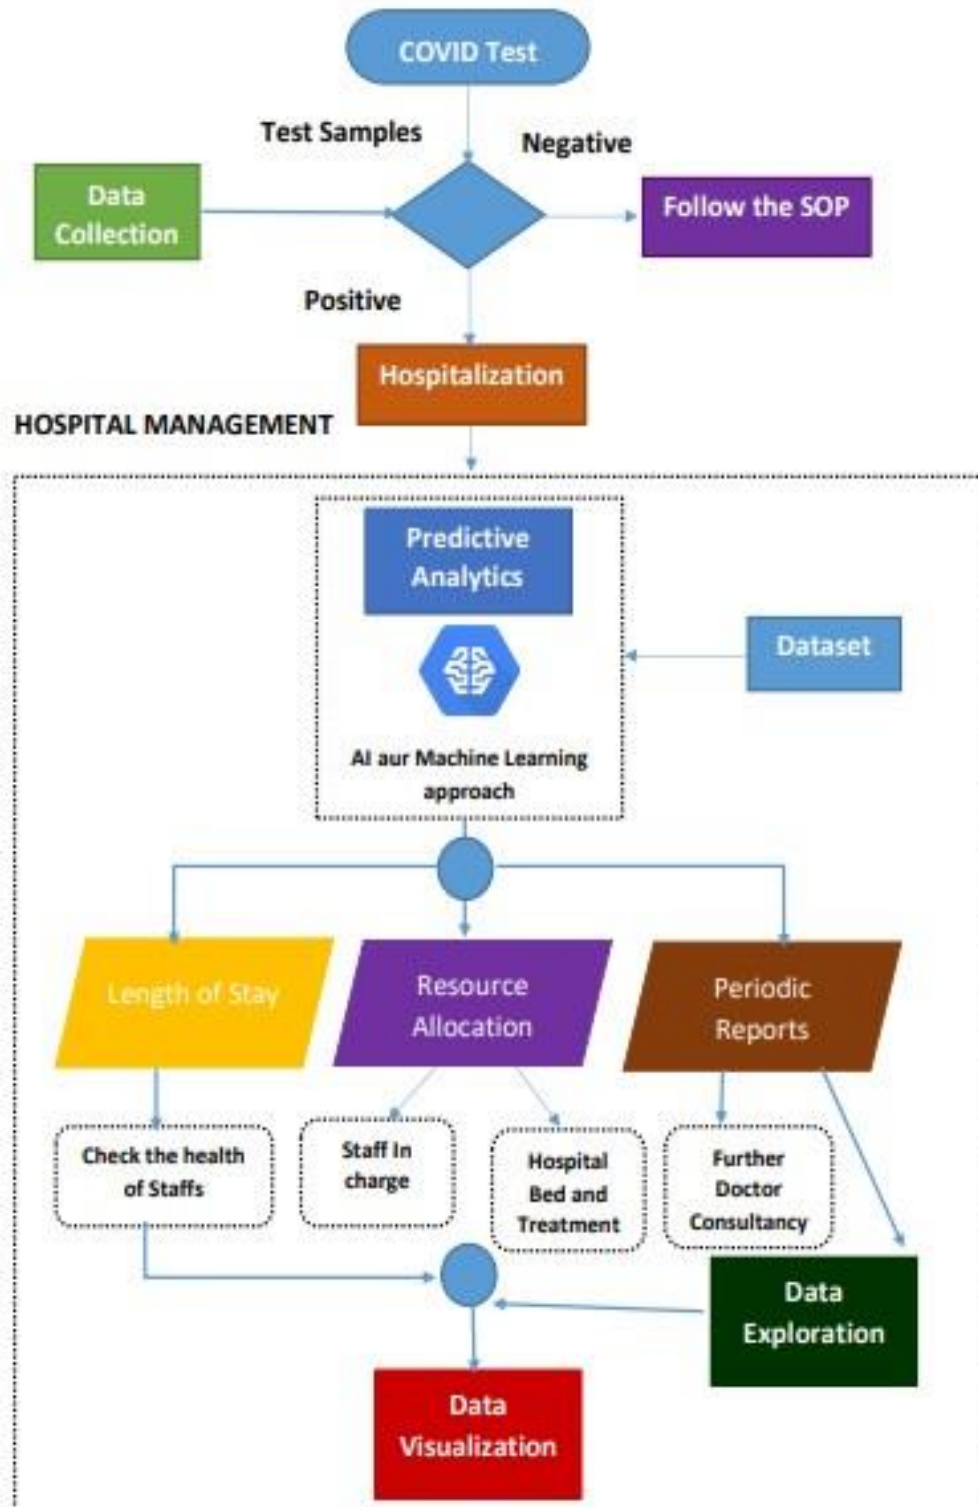 COVID Test
Test Samples
Negative
Data
Collection
Follow the SOP
Positive
Hospitalization
HOSPITAL MANAGEMENT
Predictive
Analytics
Dataset
AI aur Machine Learning
approach
Length of Stay
Resource
Allocation
Periodic
Reports
Check the health
of Staffs
Staff In
charge
Hospital
Bed and
Treatment
Further
Doctor
Consultancy
Data
Exploration
Data
Visualization